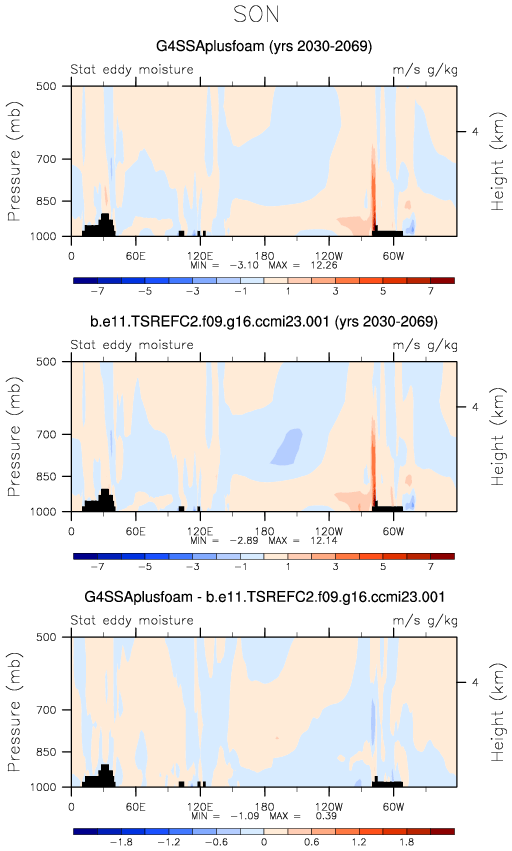 SON
G4SSAplusfoam (yrs 2030-2069)
Stat eddy moisture m/s g/kg
500
700
850
1000
Pressure (mb)
4
Height (km)
0 60E 120E 180 120W 60W
MIN = -3.10 MAX = 12.26
-7 -5 -3 -1 1 3 5 7
b.e11.TSREFC2.f09.g16.ccmi23.001 (yrs 2030-2069)
Stat eddy moisture m/s g/kg
500
700
850
1000
Pressure (mb)
4
Height (km)
0 60E 120E 180 120W 60W
MIN = -2.89 MAX = 12.14
-7 -5 -3 -1 1 3 5 7
G4SSAplusfoam - b.e11.TSREFC2.f09.g16.ccmi23.001
Stat eddy moisture m/s g/kg
500
700
850
1000
Pressure (mb)
4
Height (km)
0 60E 120E 180 120W 60W
MIN = -1.09 MAX = 0.39
-1.8 -1.2 -0.6 0 0.6 1.2 1.8